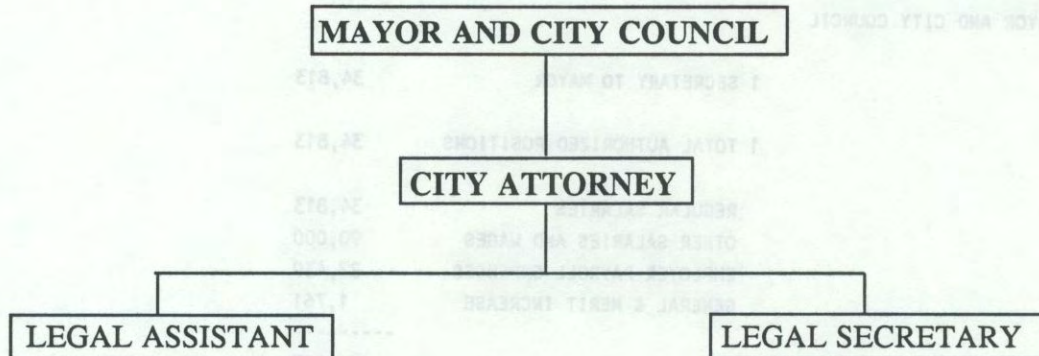 MAYOR AND CITY COUNCIL
CITY ATTORNEY
LEGAL ASSISTANT
LEGAL SECRETARY